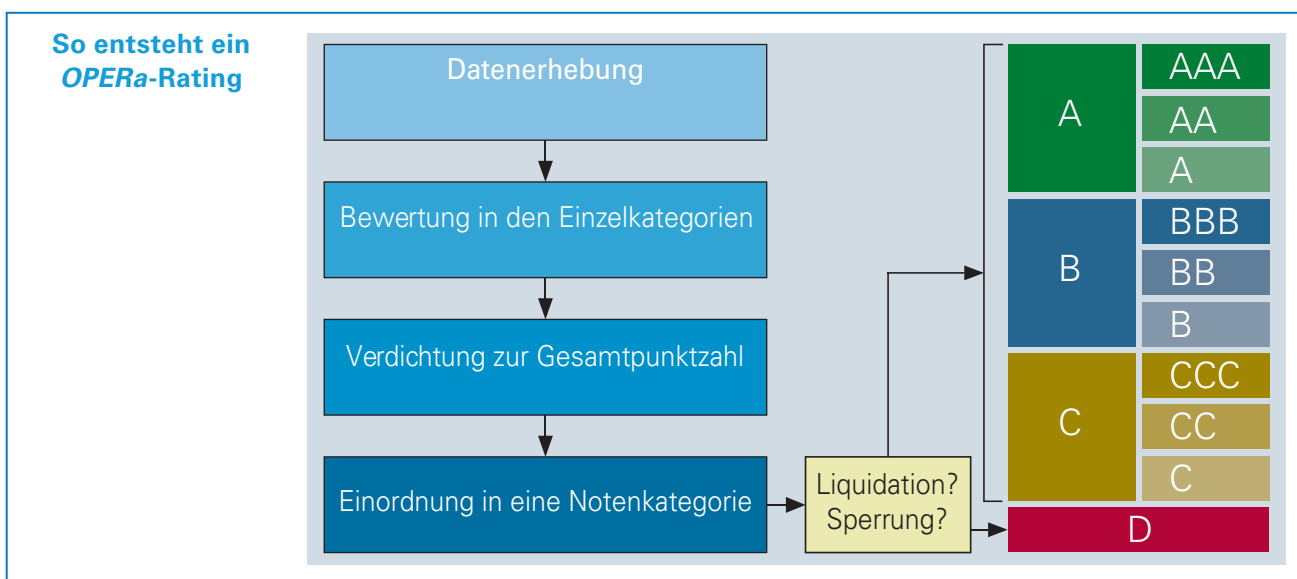 So entsteht ein
OPERa-Rating
Datenerhebung
Bewertung in den Einzelkategorien
Verdichtung zur Gesamtpunktzahl
Einordnung in eine Notenkategorie
Liquidation?
Sperrung?
A
AAA
AA
A
B
BBB
BB
B
C
CCC
CC
C
D